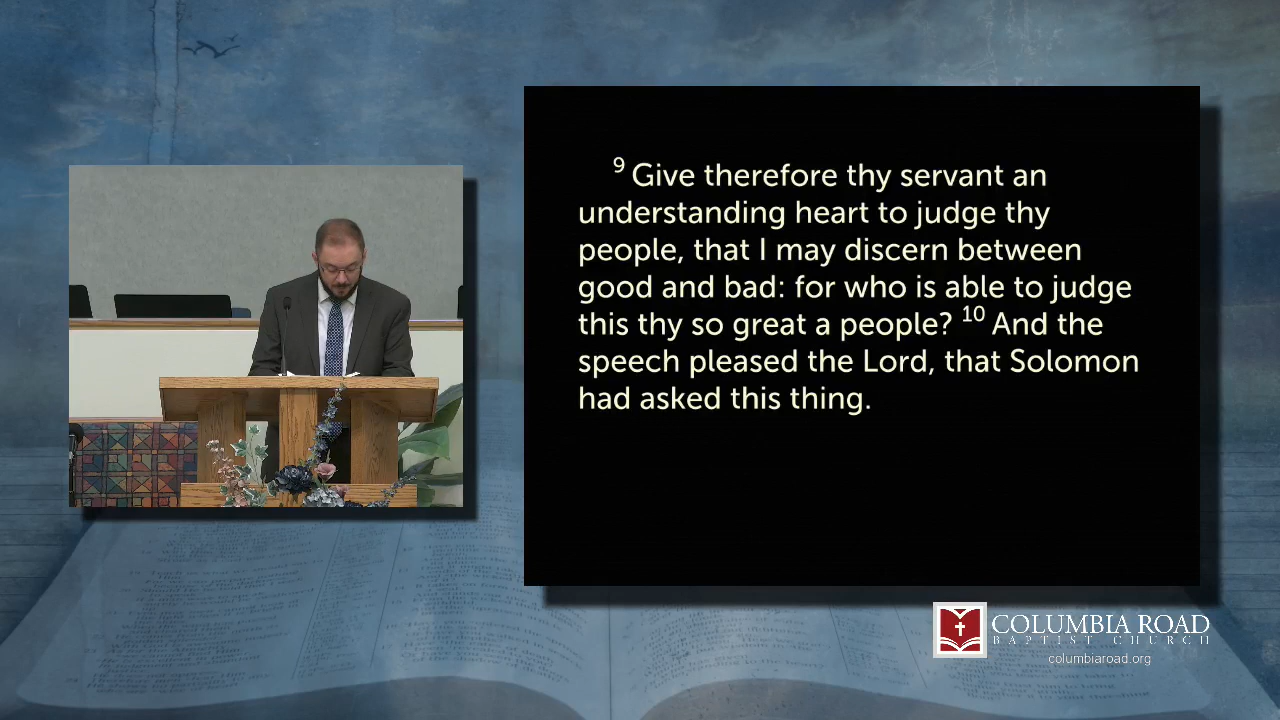 9 Give therefore thy servant an
understanding heart to judge thy
people, that I may discern between
good and bad: for who is able to judge
this thy so great a people? 10 And the
speech pleased the Lord, that Solomon
had asked this thing.
COLUMBIA ROAD
BAPTIST CHURCH
columbiaroad.org